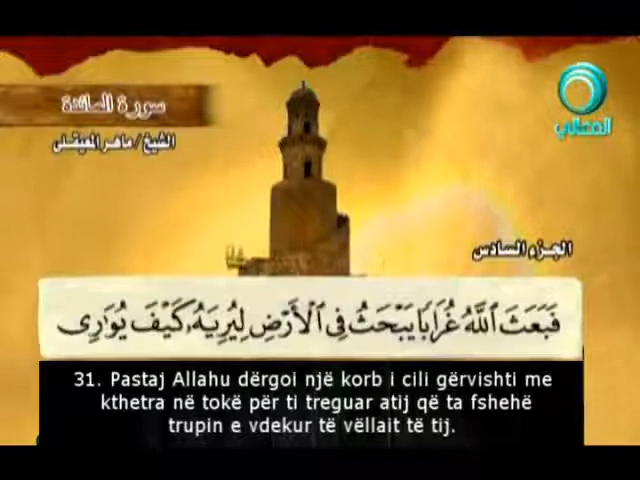 سورة المائدة
الشيخ / ماهر المعيقلي
المعالي
الجزء السادس
فَبَعَثَ ٱللَّهُ غُرَابًا يَبْحَثُ فِي ٱلْأَرْضِ لِيُرِيَهُۥ كَيْفَ يُوَٰرِى
31. Pastaj Allahu dërgoi një korb i cili gërvishti me
kthetra në tokë për ti treguar atij që ta fshehë
trupin e vdekur të vëllait të tij.